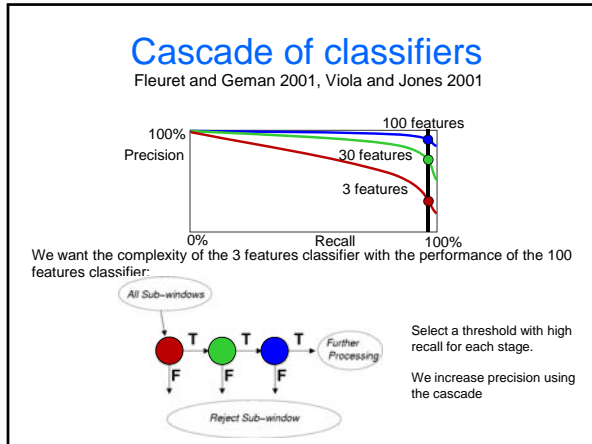 Cascade of classifiers
Fleuret and Geman 2001, Viola and Jones 2001
100 features
100%
Precision
30 features
3 features
0%
Recall
100%
We want the complexity of the 3 features classifier with the performance of the 100
features classifier:
All Sub-windows
T
T
T
Further
Processing
F
F
F
Reject Sub-window
Select a threshold with high
recall for each stage.
We increase precision using
the cascade